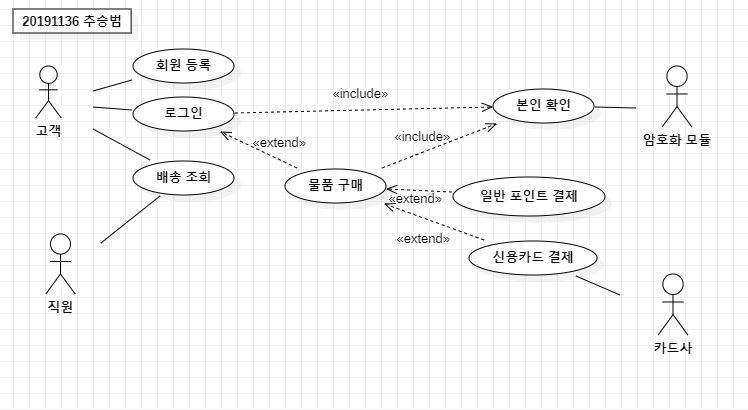 20191136 추승범
회원 등록
«include»
로그인
본인 확인
고객
«include»
암호화 모듈
«extend»
배송 조회
물품 구매
일반 포인트 결제
«extend»
«extend»
신용카드 결제
직원
카드사